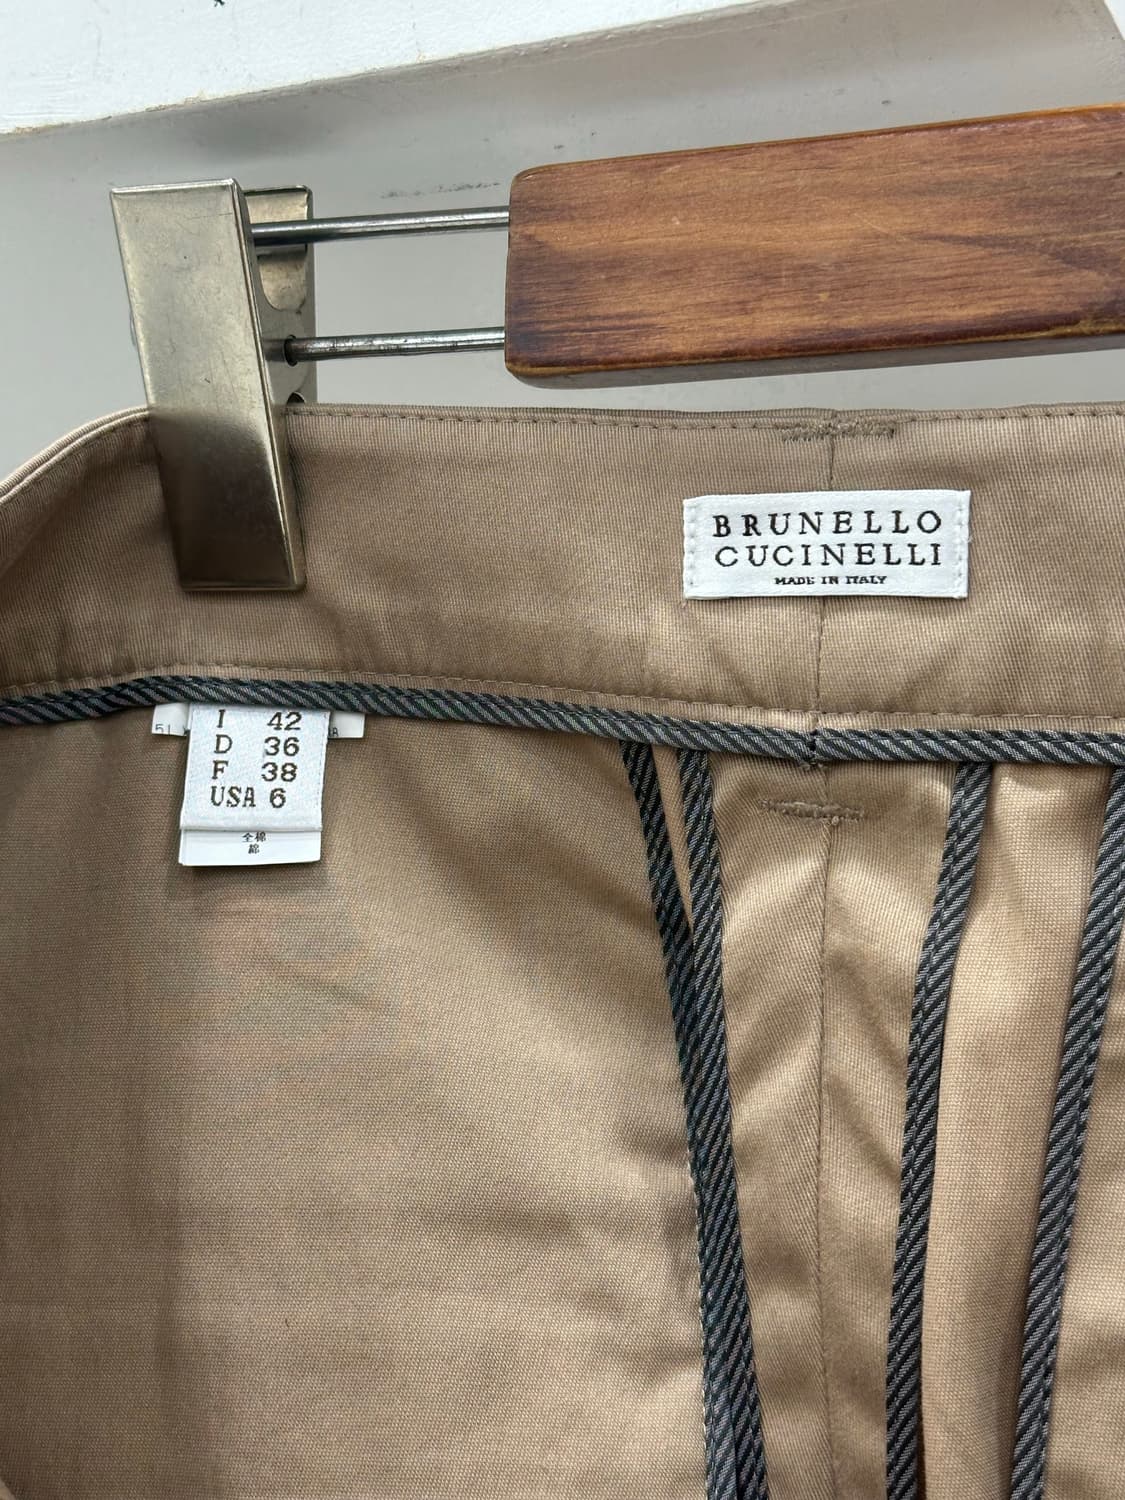 BRUNELLO
CUCINELLI
MADE IN ITALY
I 42
D 36
F 38
USA 6
全棉
綿